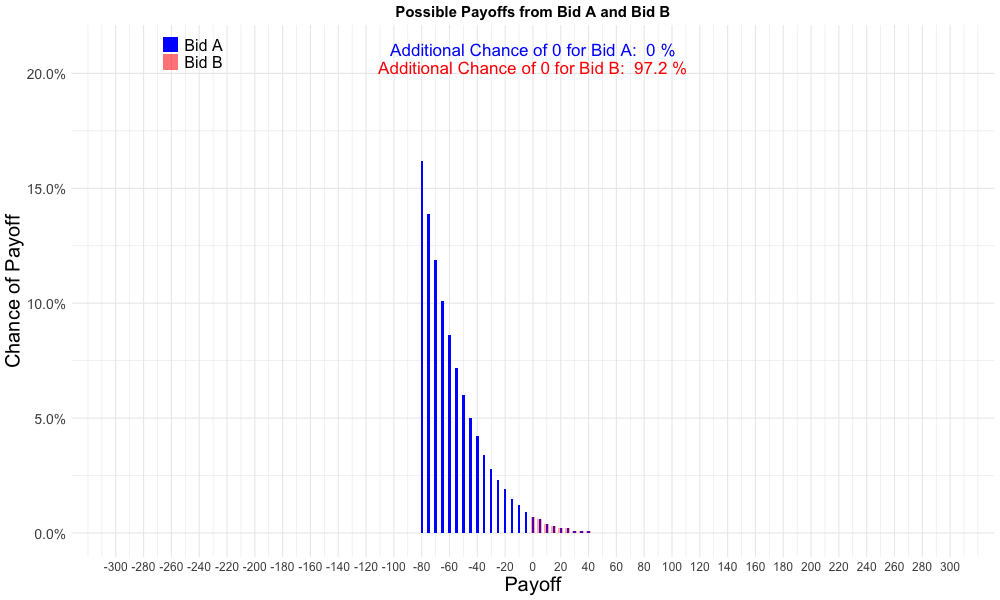 Possible Payoffs from Bid A and Bid B
Bid A
Bid B
Additional Chance of 0 for Bid A:  0 %
Additional Chance of 0 for Bid B:  97.2 %
Chance of Payoff
20.0%
15.0%
10.0%
5.0%
0.0%
-300 -280 -260 -240 -220 -200 -180 -160 -140 -120 -100 -80 -60 -40 -20 0 20 40 60 80 100 120 140 160 180 200 220 240 260 280 300
Payoff